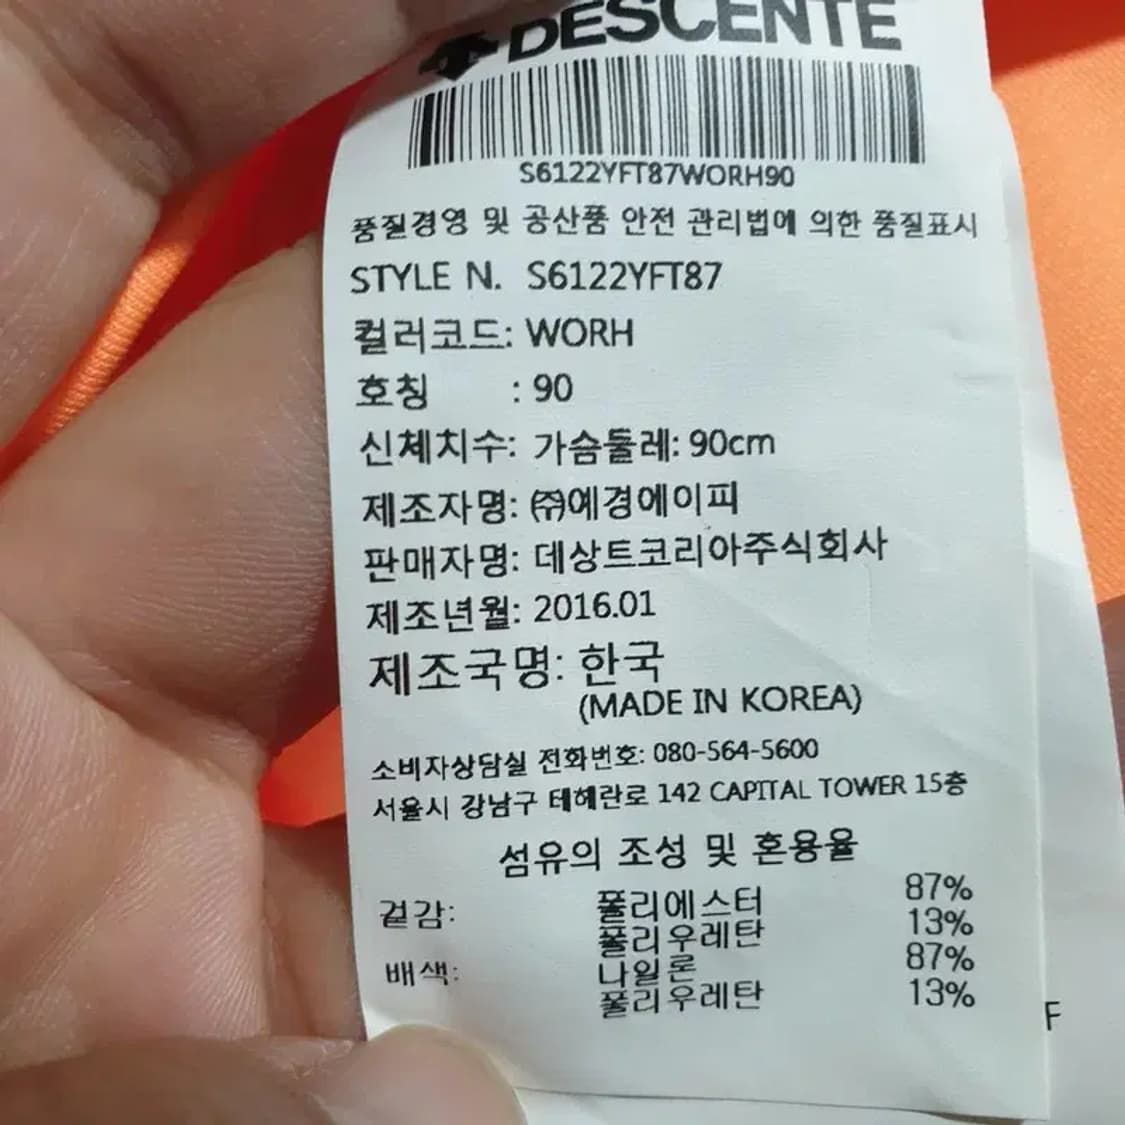 DESCENTE
S6122YFT87WORH90
품질경영 및 공산품 안전 관리법에 의한 품질표시
STYLE N. S6122YFT87
컬러코드: WORH
호칭 : 90
신체치수: 가슴둘레: 90cm
제조자명: ㈜예경에이피
판매자명: 데상트코리아주식회사
제조년월: 2016.01
제조국명: 한국
(MADE IN KOREA)
소비자상담실 전화번호: 080-564-5600
서울시 강남구 테헤란로 142 CAPITAL TOWER 15층
섬유의 조성 및 혼용율
겉감: 폴리에스터 87%
폴리우레탄 13%
배색: 나일론 87%
폴리우레탄 13%
F